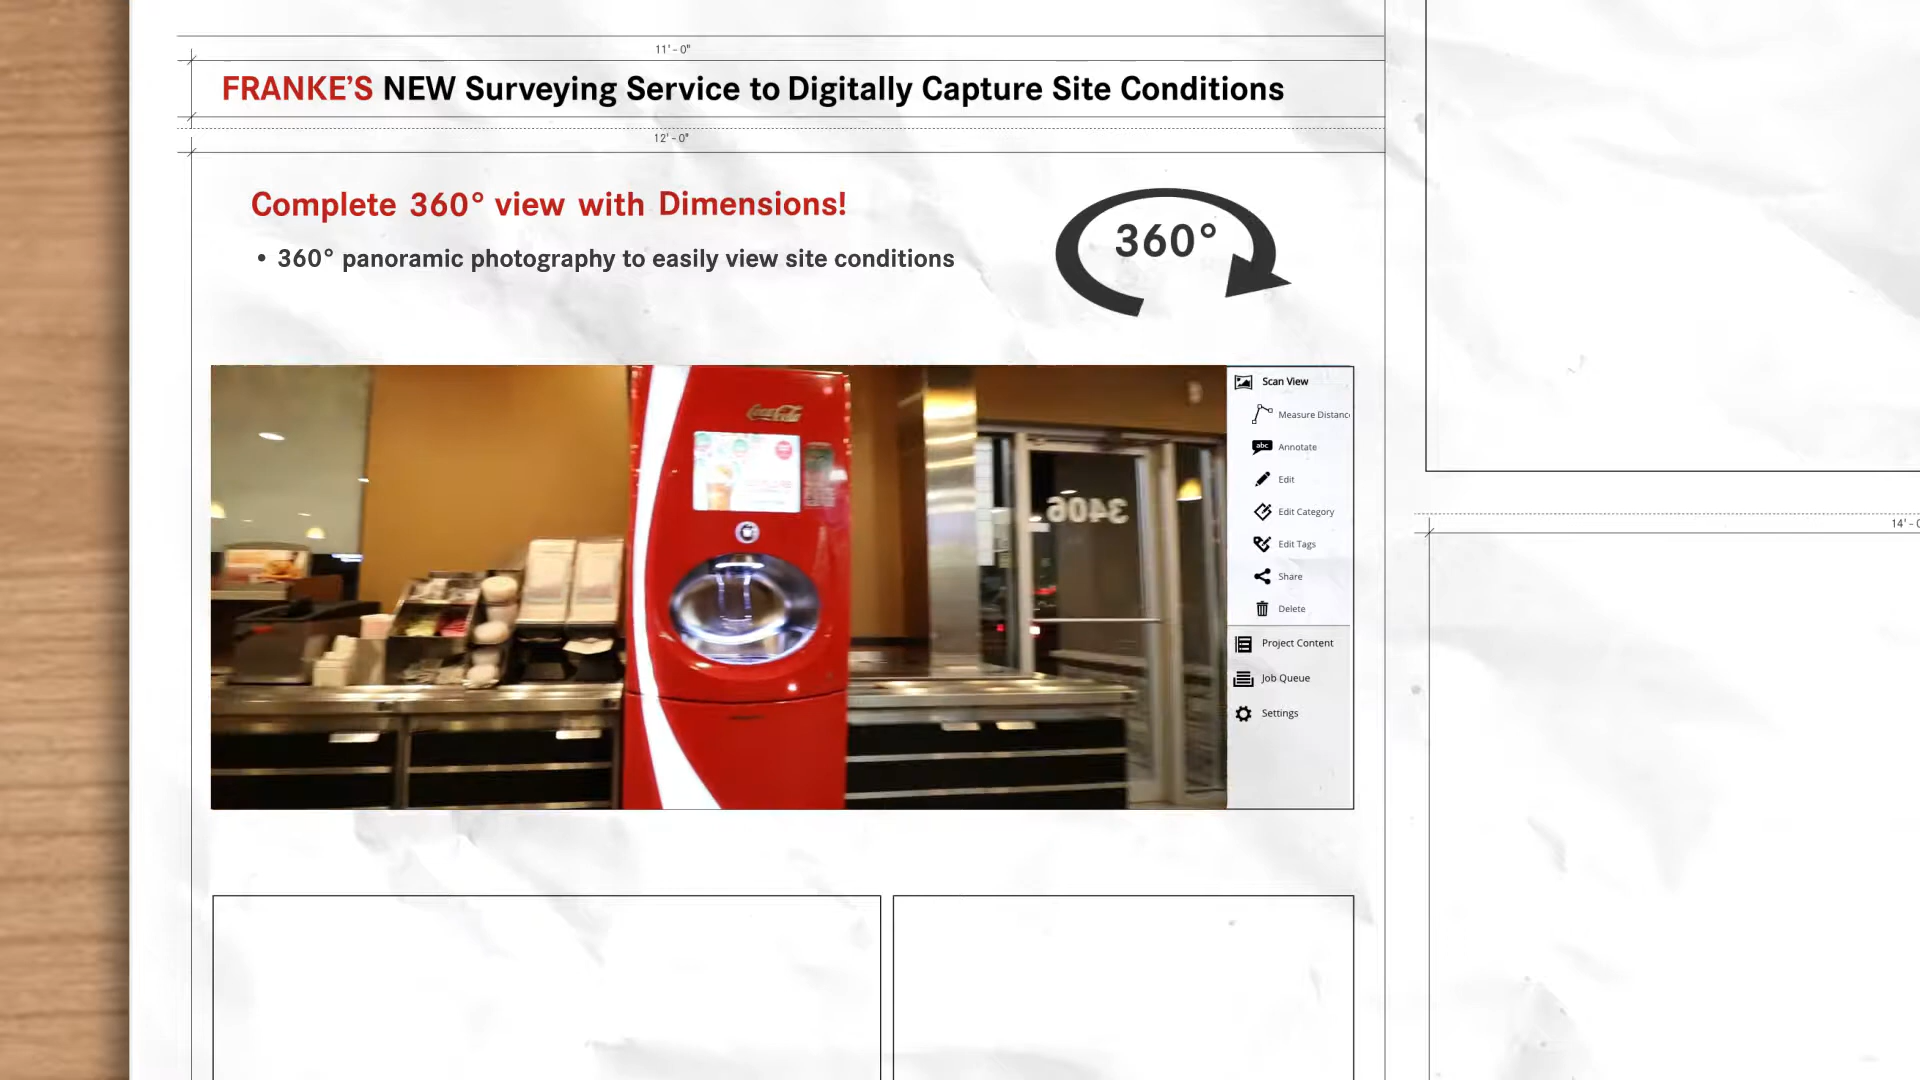 11'-0"
FRANKE'S NEW Surveying Service to Digitally Capture Site Conditions
12'-0"
Complete 360° view with Dimensions!
• 360° panoramic photography to easily view site conditions
360°
Coca-Cola
3406
Scan View
Measure Distanc
abc
Annotate
Edit
Edit Category
Edit Tags
Share
Delete
Project Content
Job Queue
Settings
14'-0